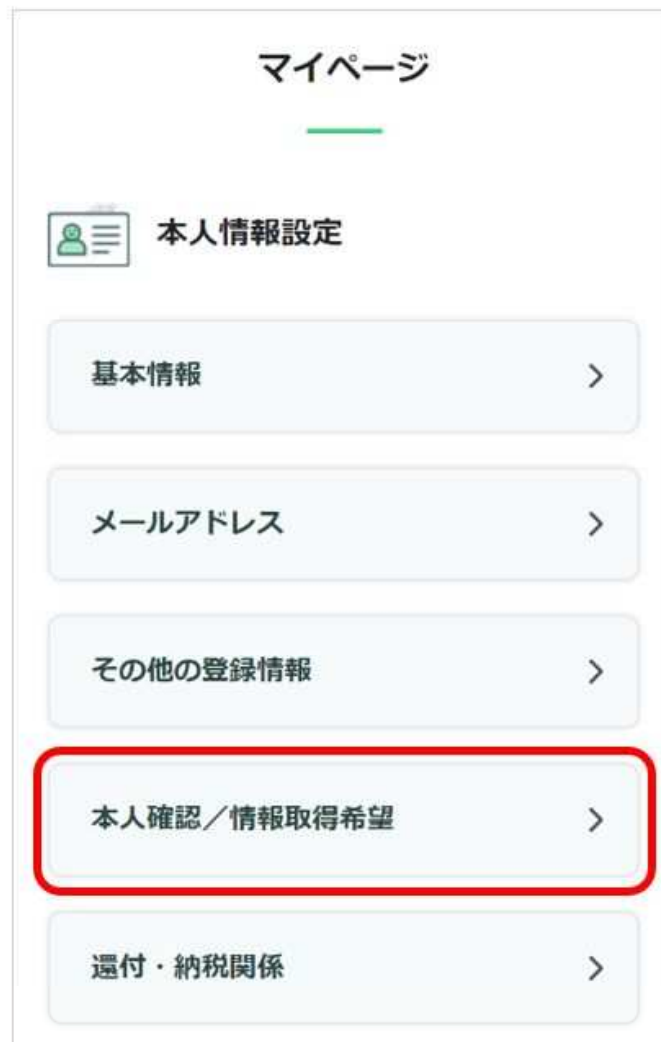 マイページ
本人情報設定
基本情報
メールアドレス
その他の登録情報
本人確認／情報取得希望
還付・納税関係